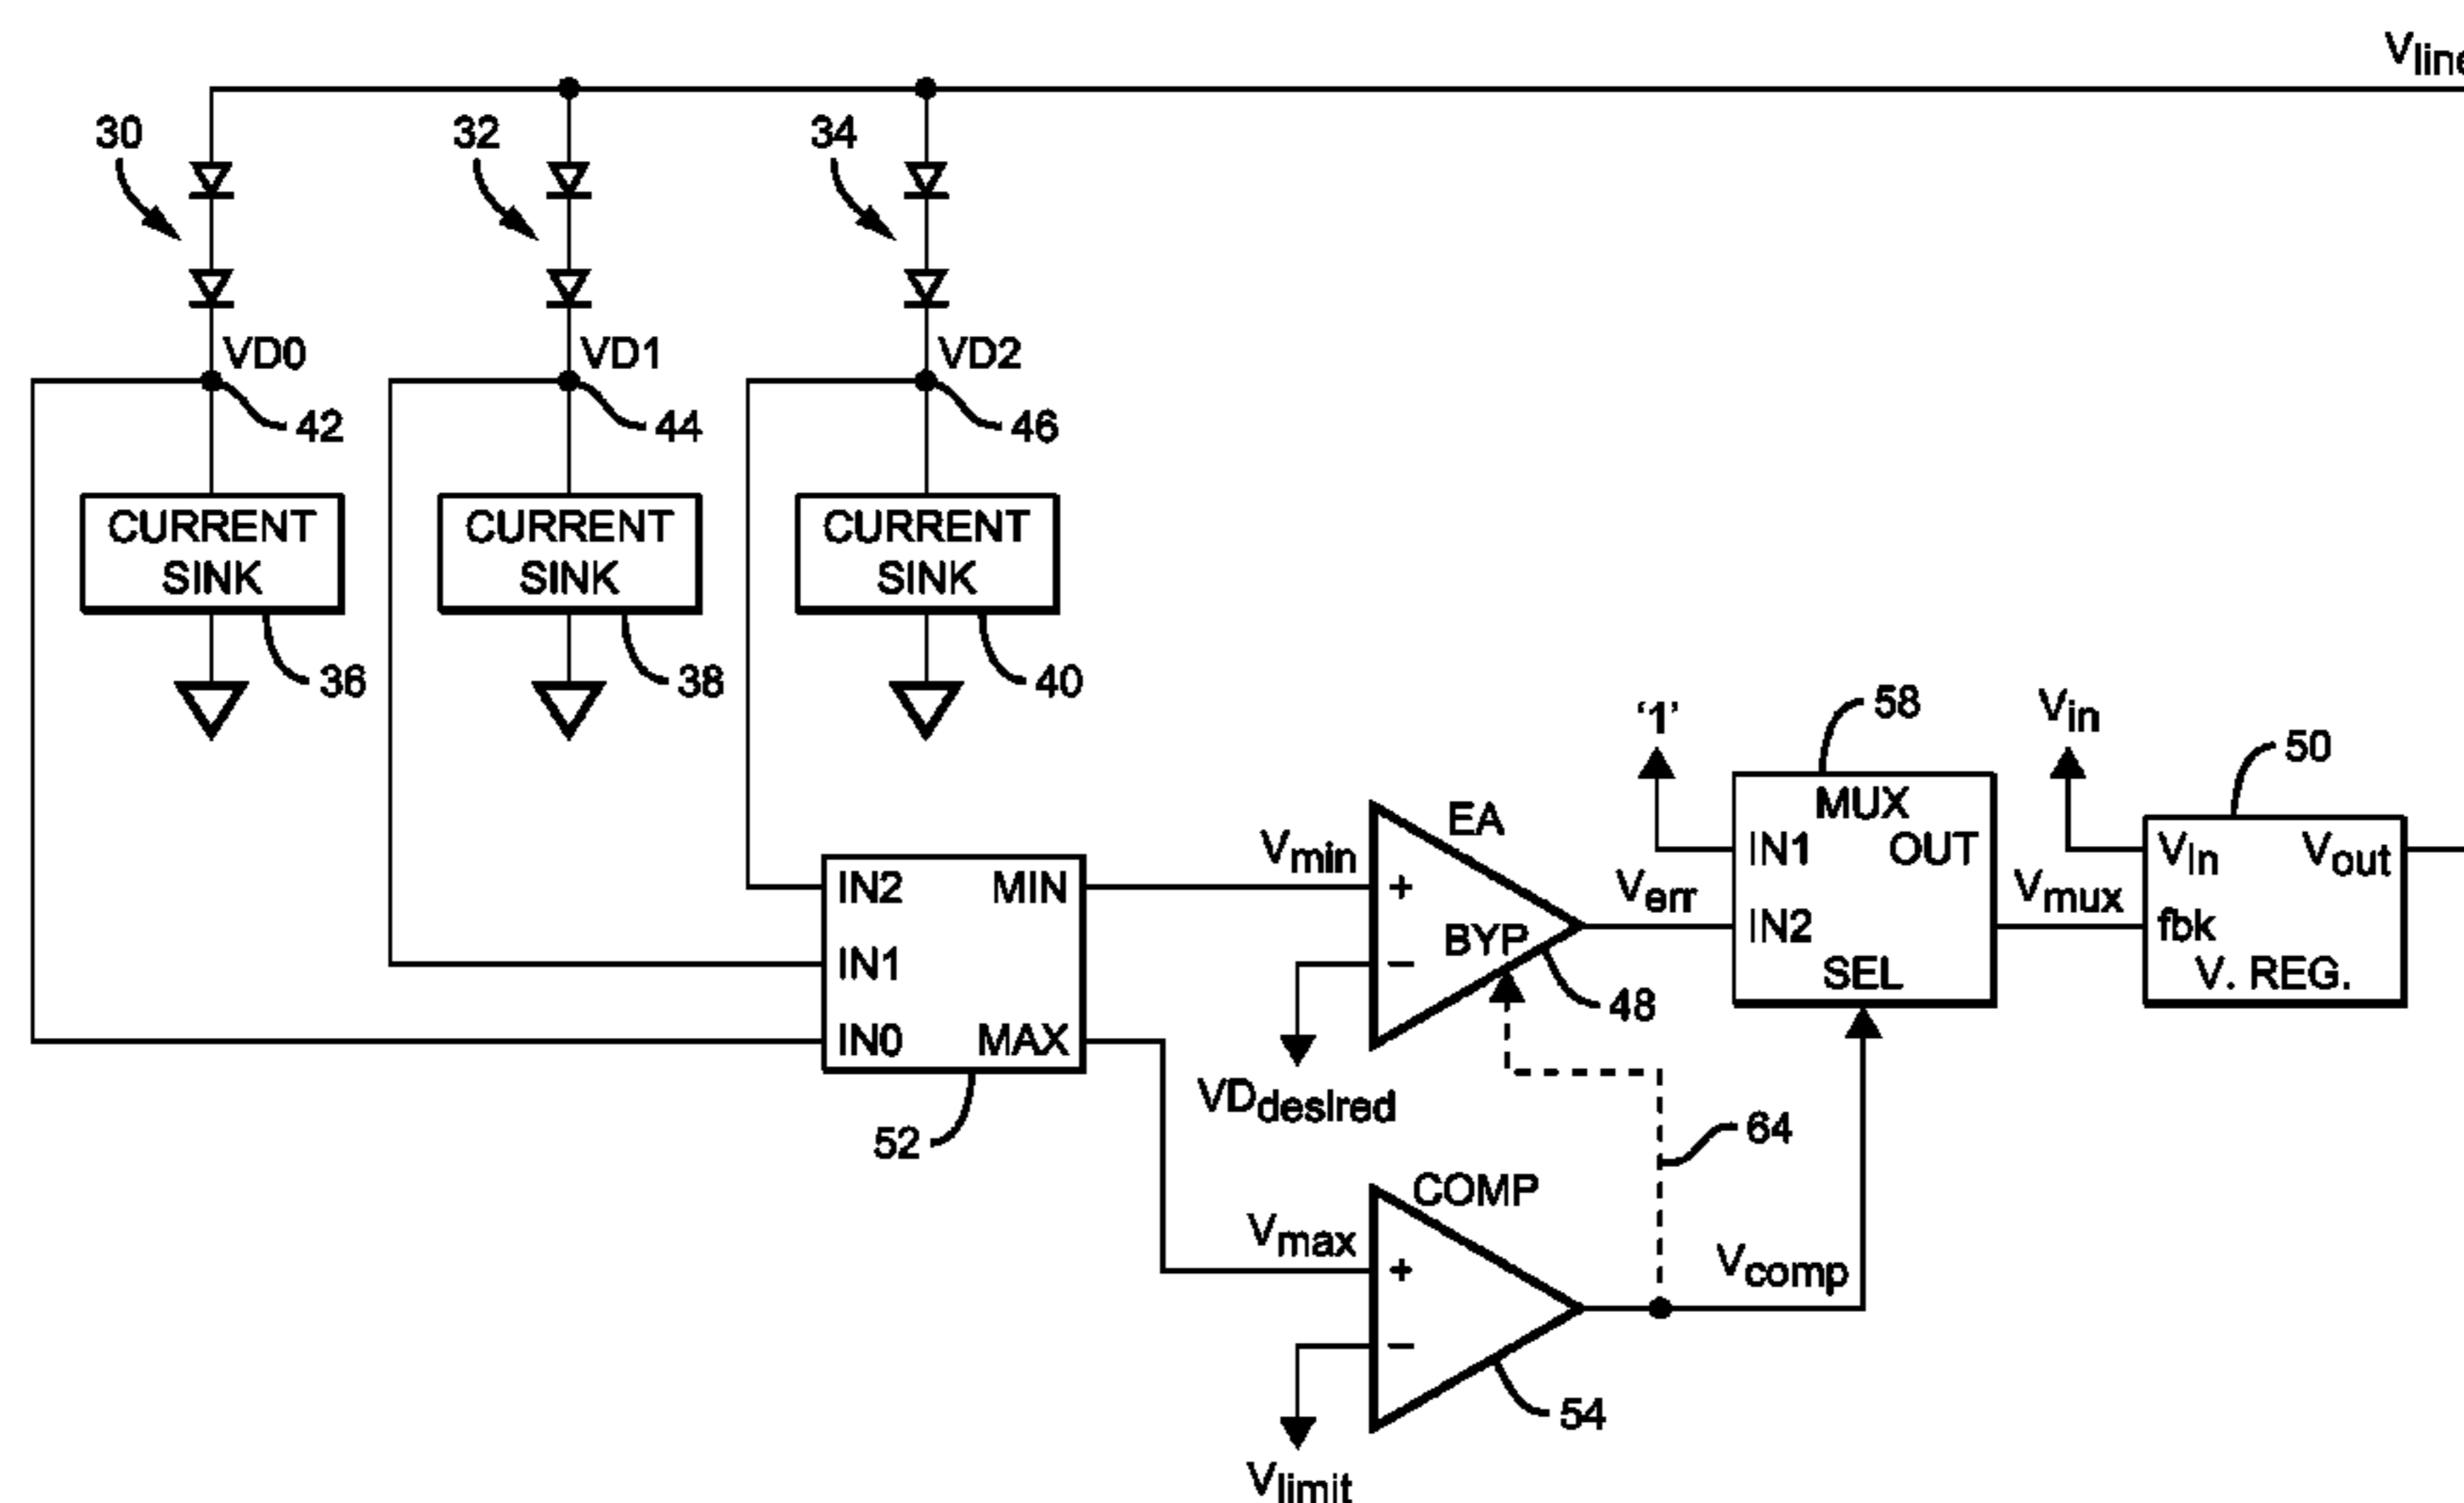 Vline
30
32
34
VD0
VD1
VD2
42
44
46
CURRENT
SINK
CURRENT
SINK
CURRENT
SINK
36
38
40
58
'1'
Vin
50
EA
MUX
IN1
OUT
Vin
Vout
Vmin
IN2
MIN
+
Verr
IN2
Vmux
fbk
BYP
IN1
−
SEL
V. REG.
48
IN0
MAX
VDdesired
52
64
COMP
Vmax
+
Vcomp
−
54
Vlimit